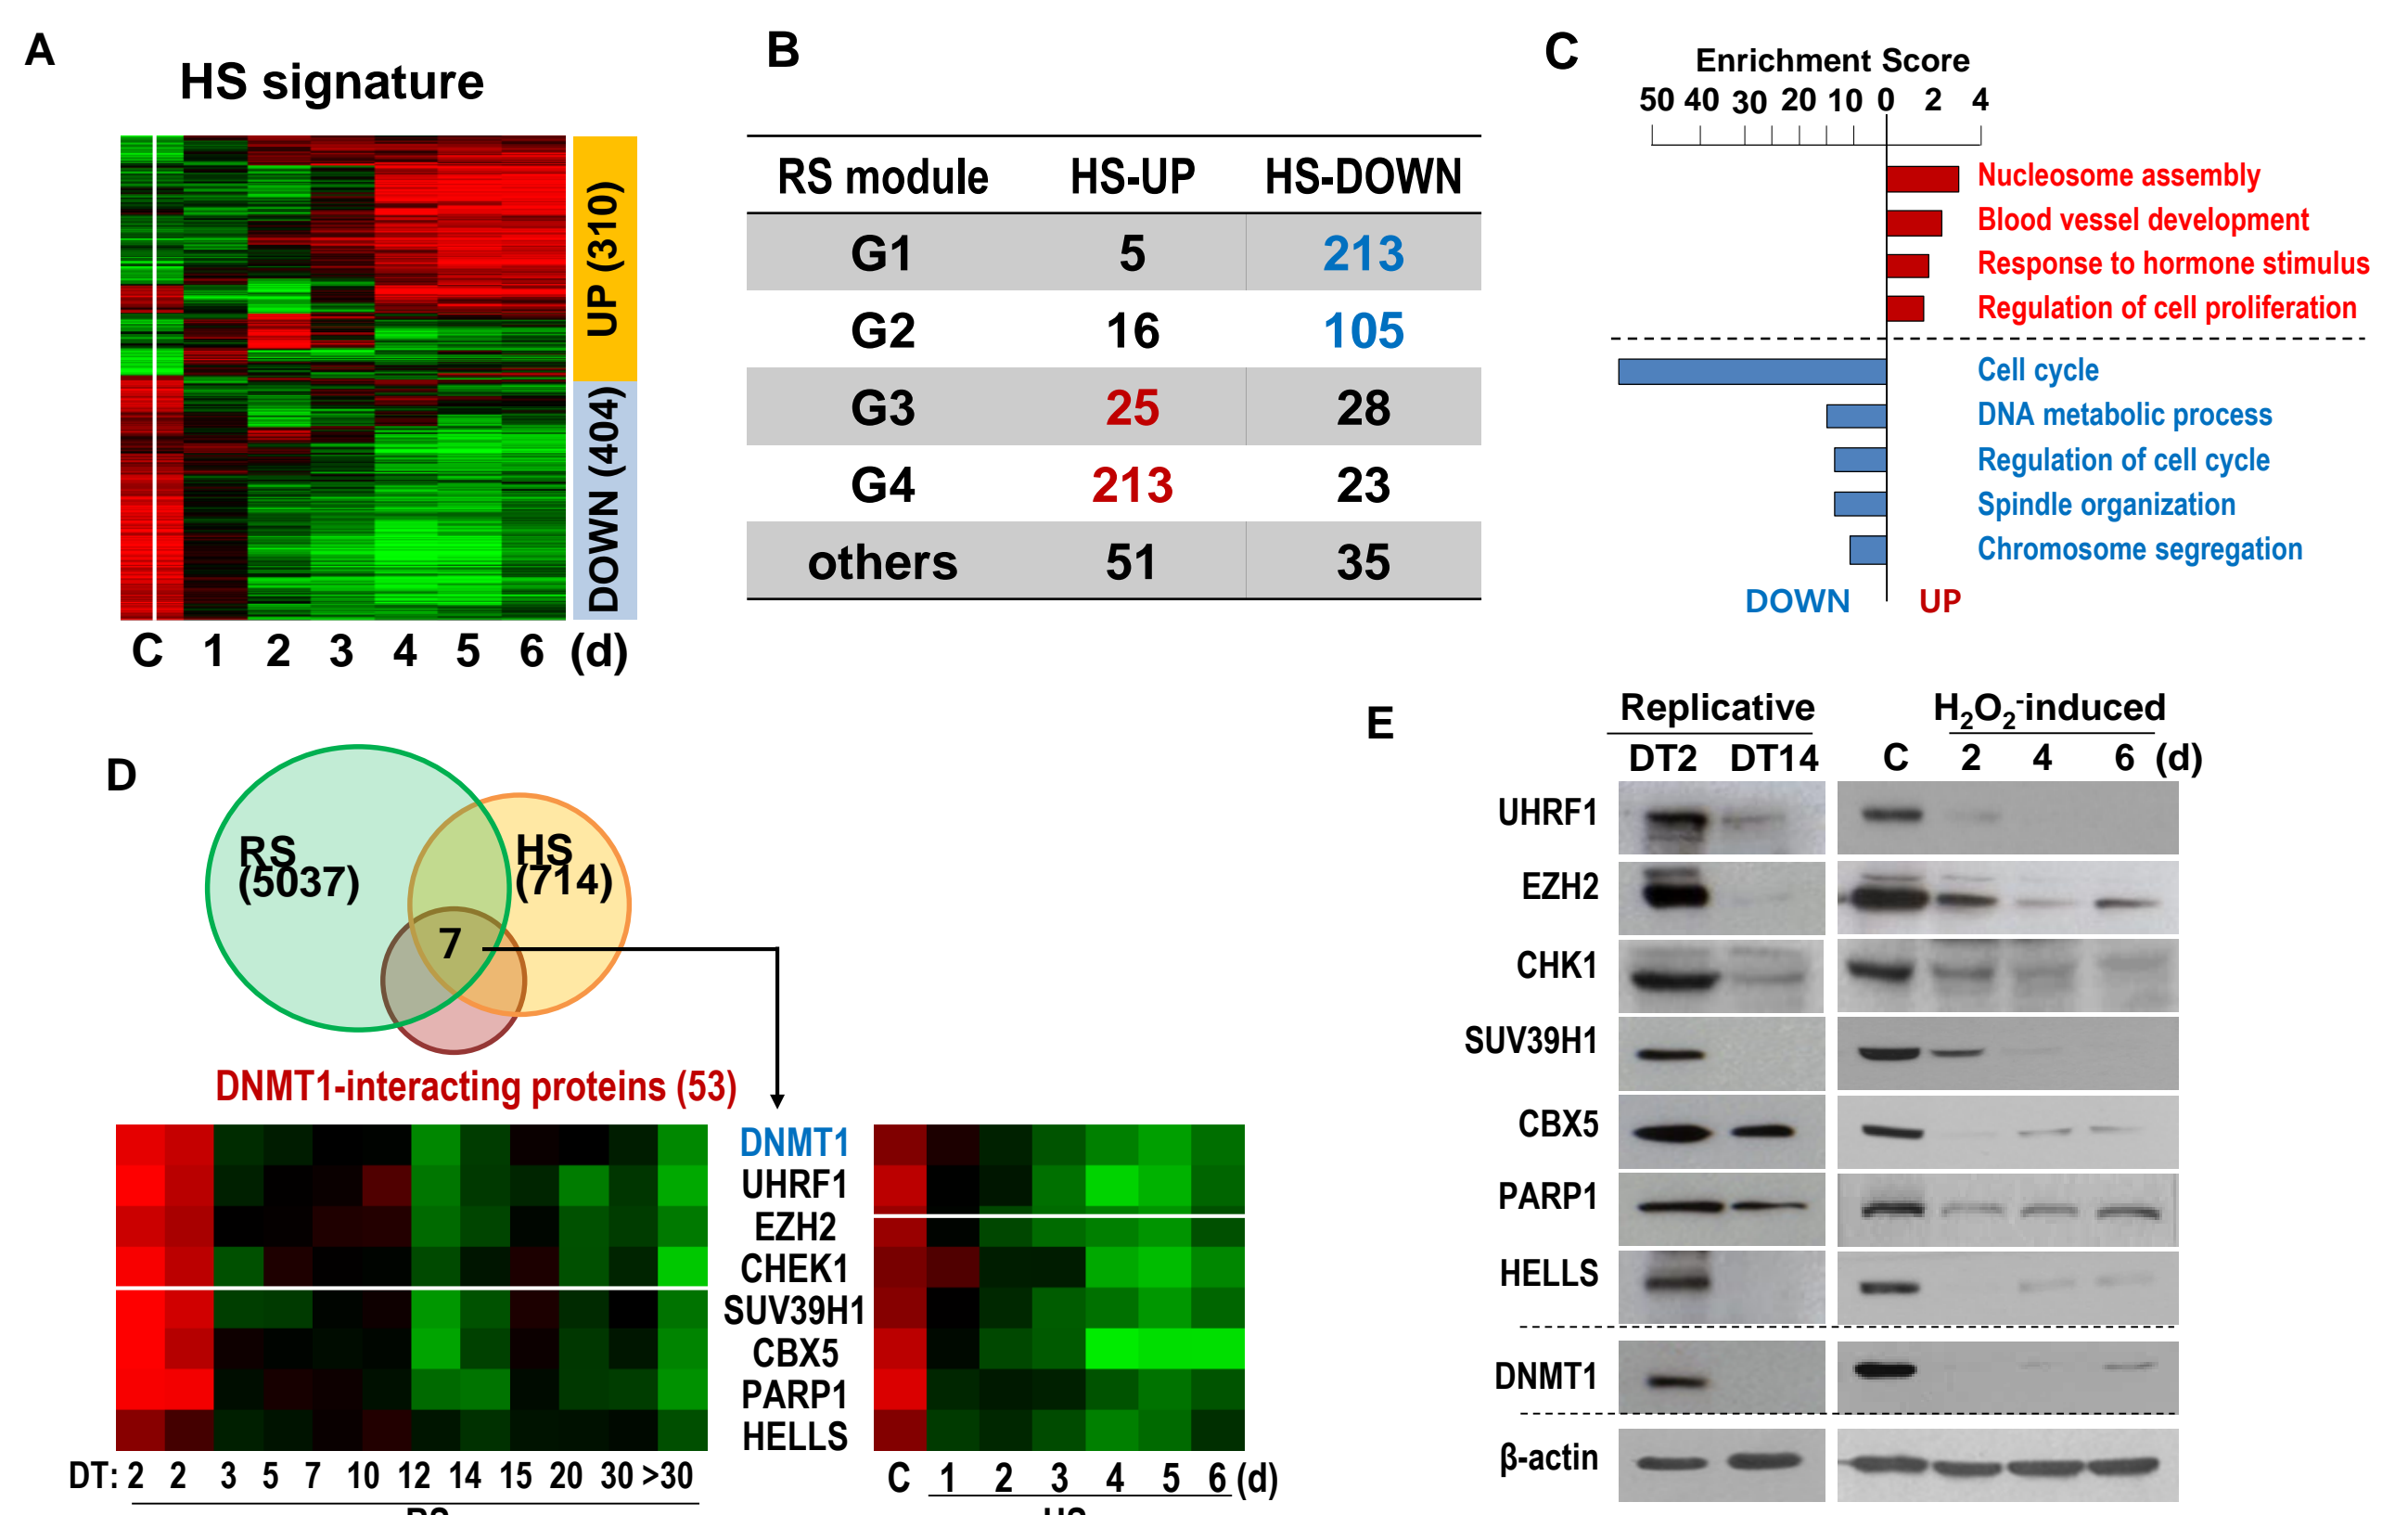 A
HS signature
UP (310)
DOWN (404)
C 1 2 3 4 5 6 (d)
B
RS module HS-UP HS-DOWN
G1 5 213
G2 16 105
G3 25 28
G4 213 23
others 51 35
C
Enrichment Score
50 40 30 20 10 0 2 4
Nucleosome assembly
Blood vessel development
Response to hormone stimulus
Regulation of cell proliferation
Cell cycle
DNA metabolic process
Regulation of cell cycle
Spindle organization
Chromosome segregation
DOWN UP
D
RS
(5037)
HS
(714)
7
DNMT1-interacting proteins (53)
DNMT1
UHRF1
EZH2
CHEK1
SUV39H1
CBX5
PARP1
HELLS
DT: 2 2 3 5 7 10 12 14 15 20 30 >30
C 1 2 3 4 5 6 (d)
E
Replicative H₂O₂⁻induced
DT2 DT14 C 2 4 6 (d)
UHRF1
EZH2
CHK1
SUV39H1
CBX5
PARP1
HELLS
DNMT1
β-actin